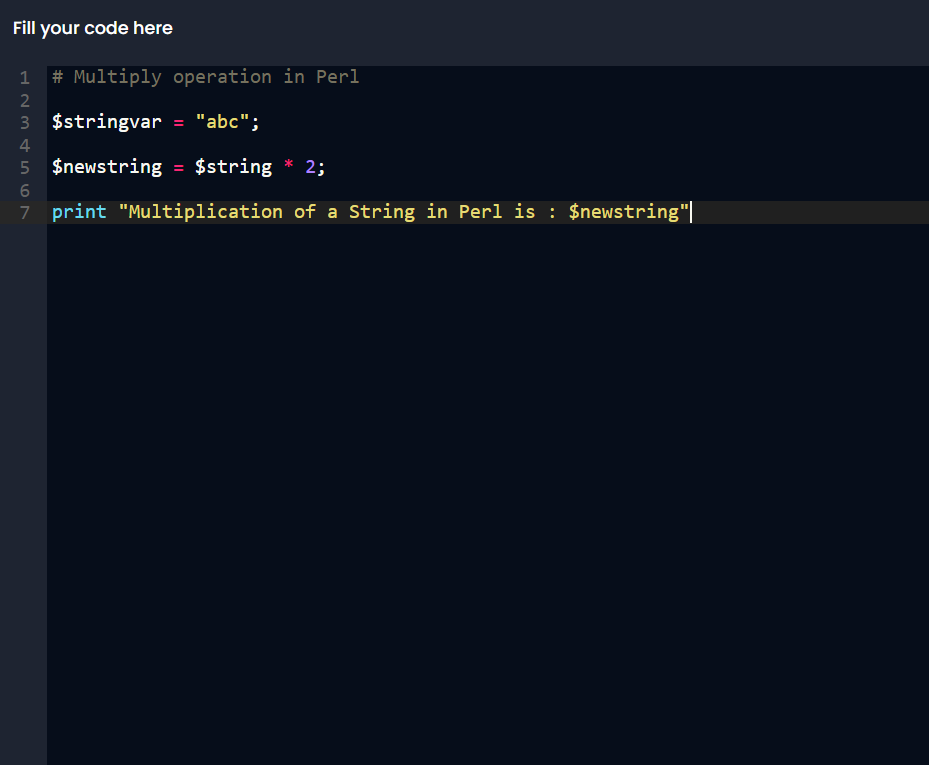 Fill your code here
1 # Multiply operation in Perl
2
3 $stringvar = "abc";
4
5 $newstring = $string * 2;
6
7 print "Multiplication of a String in Perl is : $newstring"